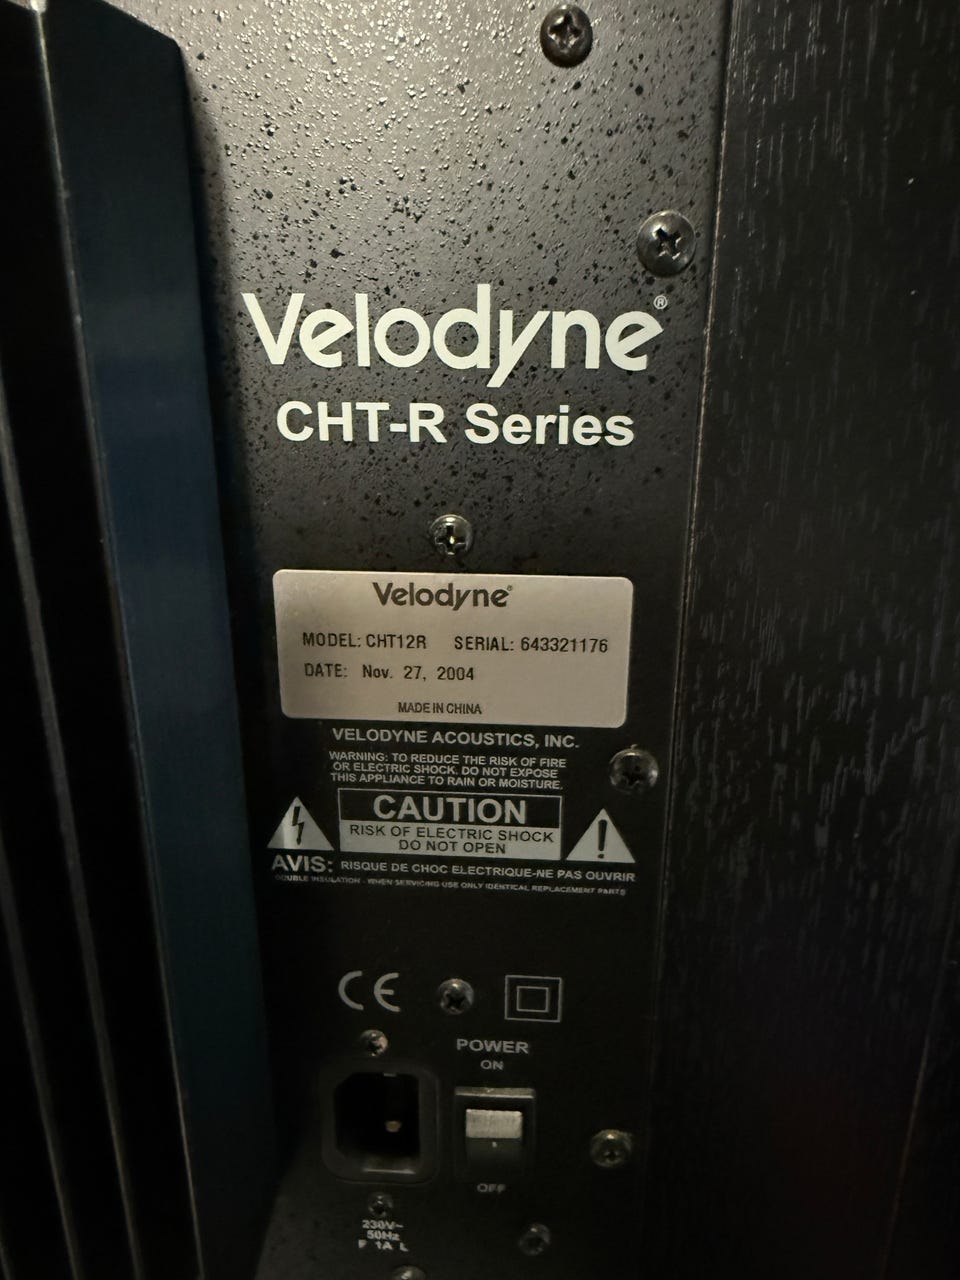 Velodyne®
CHT-R Series
Velodyne®
MODEL: CHT12R SERIAL: 643321176
DATE: Nov. 27, 2004
MADE IN CHINA
VELODYNE ACOUSTICS, INC.
WARNING: TO REDUCE THE RISK OF FIRE
OR ELECTRIC SHOCK. DO NOT EXPOSE
THIS APPLIANCE TO RAIN OR MOISTURE.
CAUTION
RISK OF ELECTRIC SHOCK
DO NOT OPEN
AVIS: RISQUE DE CHOC ELECTRIQUE-NE PAS OUVRIR
DOUBLE INSULATION - WHEN SERVICING USE ONLY IDENTICAL REPLACEMENT PARTS
CE
POWER
ON
OFF
230V~
50Hz
F 1A L